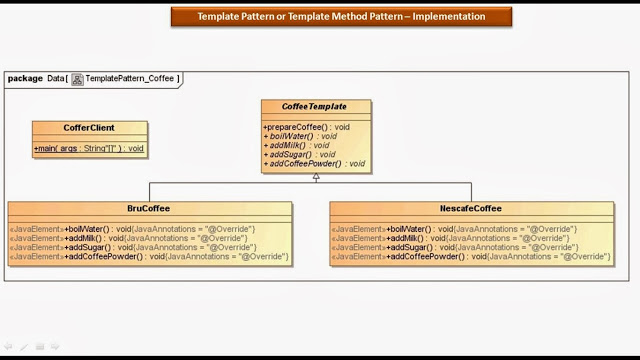 Template Pattern or Template Method Pattern – Implementation
package Data[ TemplatePattern_Coffee ]
CoffeeTemplate
+prepareCoffee() : void
+boilWater() : void
+addMilk() : void
+addSugar() : void
+addCoffeePowder() : void
CofferClient
+main( args : String"[]" ) : void
BruCoffee
«JavaElement»+boilWater() : void{JavaAnnotations = "@Override"}
«JavaElement»+addMilk() : void{JavaAnnotations = "@Override"}
«JavaElement»+addSugar() : void{JavaAnnotations = "@Override"}
«JavaElement»+addCoffeePowder() : void{JavaAnnotations = "@Override"}
NescafeCoffee
«JavaElement»+boilWater() : void{JavaAnnotations = "@Override"}
«JavaElement»+addMilk() : void{JavaAnnotations = "@Override"}
«JavaElement»+addSugar() : void{JavaAnnotations = "@Override"}
«JavaElement»+addCoffeePowder() : void{JavaAnnotations = "@Override"}